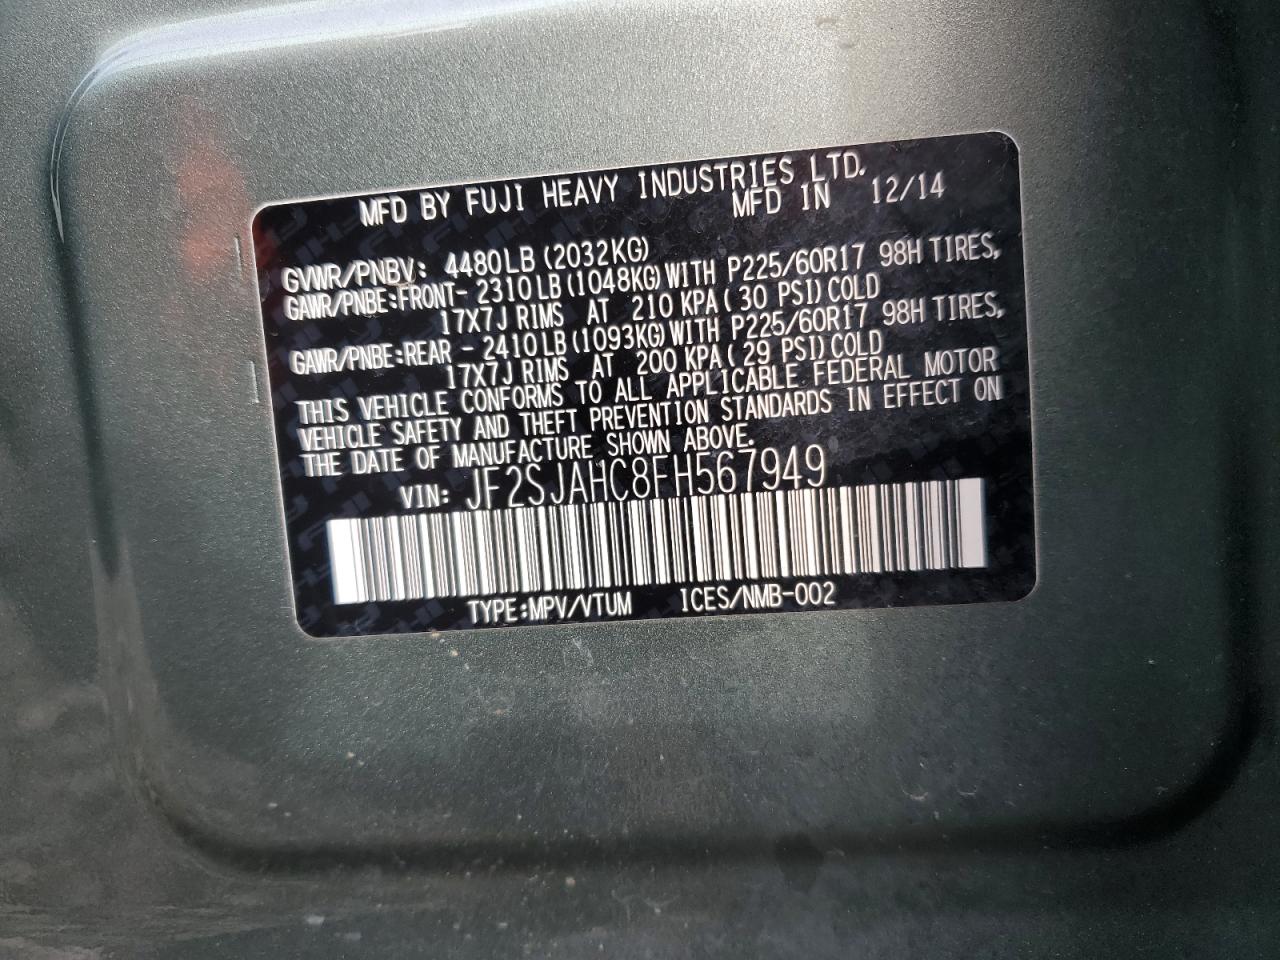 MFD BY FUJI HEAVY INDUSTRIES LTD.
MFD IN 12/14
GVWR/PNBV: 4480LB (2032KG)
GAWR/PNBE:FRONT- 2310LB (1048KG) WITH P225/60R17 98H TIRES,
17X7J RIMS AT 210 KPA ( 30 PSI) COLD
GAWR/PNBE:REAR - 2410LB (1093KG) WITH P225/60R17 98H TIRES,
17X7J RIMS AT 200 KPA ( 29 PSI) COLD
THIS VEHICLE CONFORMS TO ALL APPLICABLE FEDERAL MOTOR
VEHICLE SAFETY AND THEFT PREVENTION STANDARDS IN EFFECT ON
THE DATE OF MANUFACTURE SHOWN ABOVE.
VIN: JF2SJAHC8FH567949
TYPE:MPV/VTUM ICES/NMB-002